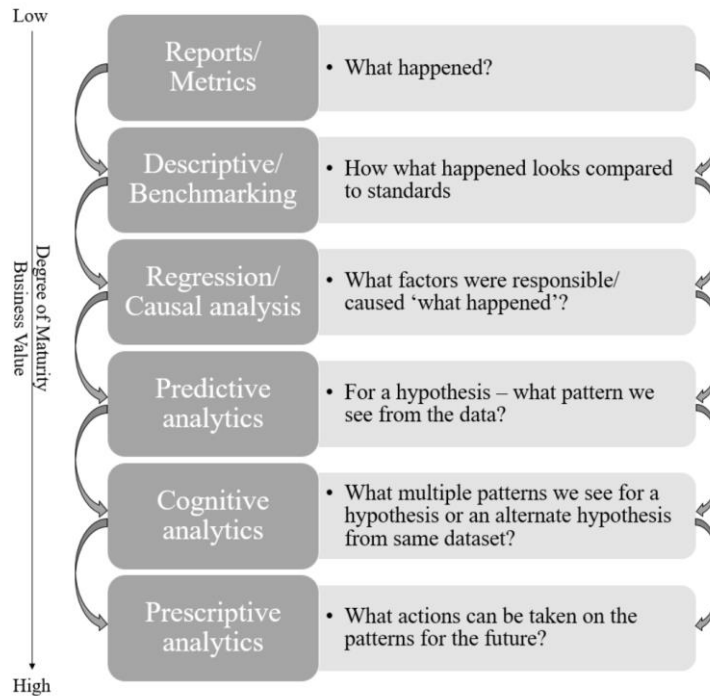 Low
Reports/
Metrics
• What happened?
Descriptive/
Benchmarking
• How what happened looks compared
to standards
Degree of Maturity
Business Value
Regression/
Causal analysis
• What factors were responsible/
caused ‘what happened’?
Predictive
analytics
• For a hypothesis – what pattern we
see from the data?
Cognitive
analytics
• What multiple patterns we see for a
hypothesis or an alternate hypothesis
from same dataset?
Prescriptive
analytics
• What actions can be taken on the
patterns for the future?
High